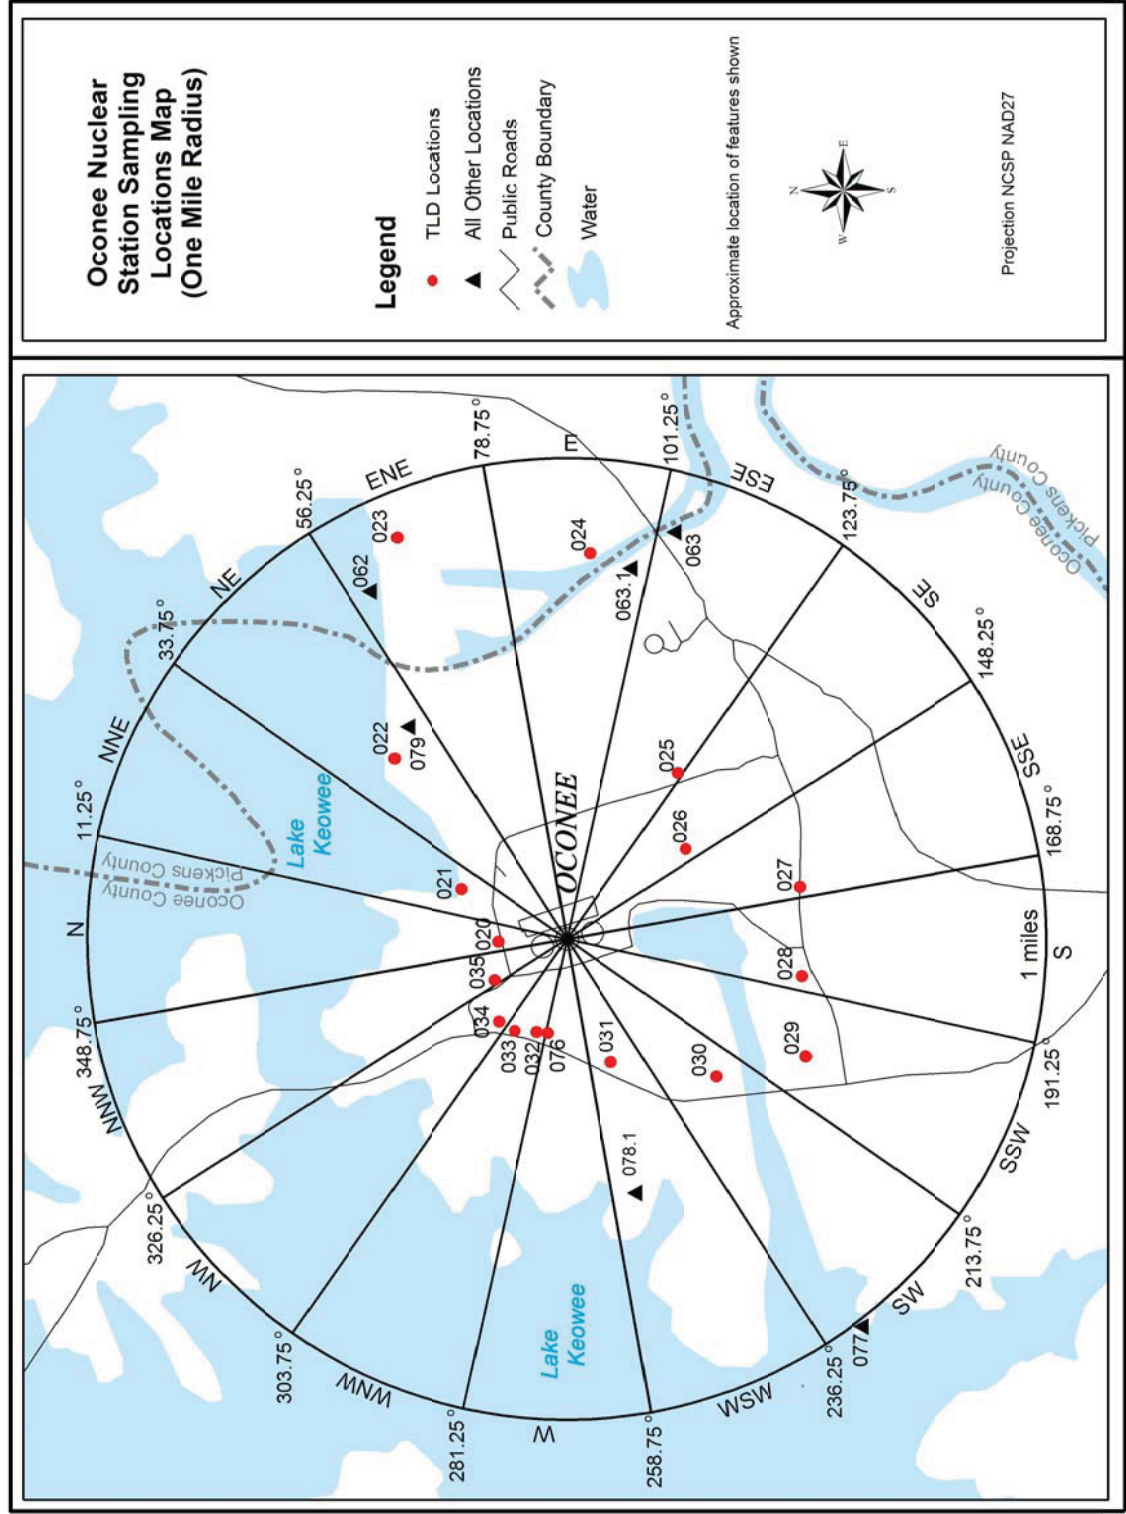 Oconee Nuclear
Station Sampling
Locations Map
(One Mile Radius)
Legend
TLD Locations
All Other Locations
Public Roads
County Boundary
Water
Approximate location of features shown
N
E
S
W
Projection NCSP NAD27
N
11.25°
NNE
33.75°
NE
56.25°
ENE
78.75°
E
101.25°
ESE
123.75°
SE
148.25°
SSE
168.75°
S
1 miles
191.25°
SSW
213.75°
SW
236.25°
WSW
258.75°
W
281.25°
WNW
303.75°
NW
326.25°
NNW
348.75°
Oconee County
Pickens County
Lake
Keowee
Lake
Keowee
Pickens County
Oconee County
OCONEE
020
021
022
079
062
023
024
063.1
063
025
026
027
028
029
030
031
076
032
033
034
035
078.1
077